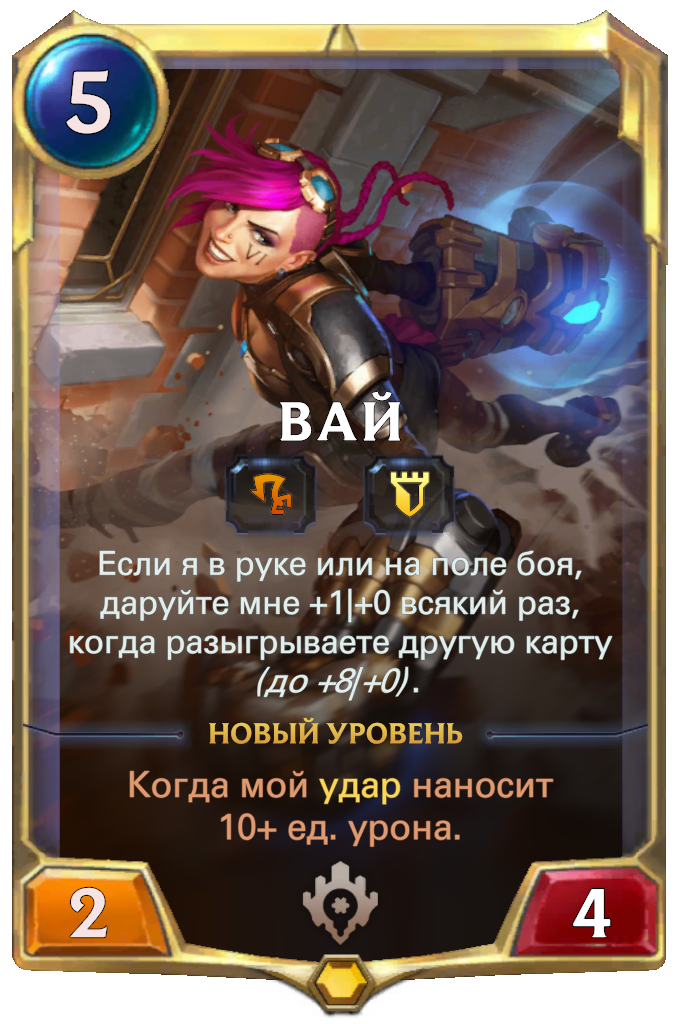 5
VI
ВАЙ
Если я в руке или на поле боя,
даруйте мне +1|+0 всякий раз,
когда разыгрываете другую карту
(до +8|+0).
НОВЫЙ УРОВЕНЬ
Когда мой удар наносит
10+ ед. урона.
2
4